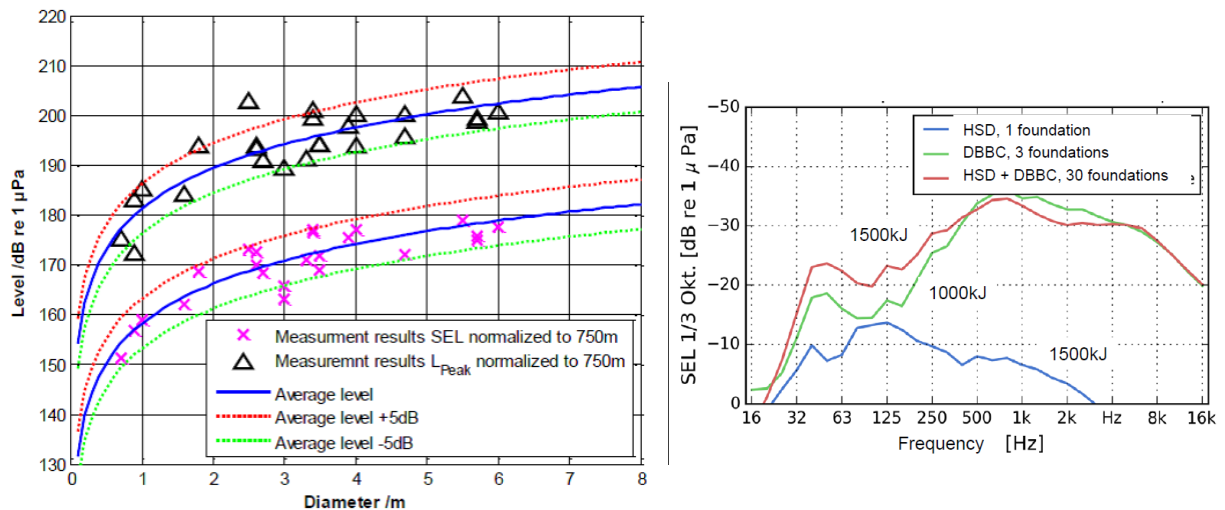 Level /dB re 1 µPa
220
210
200
190
180
170
160
150
140
130
0 1 2 3 4 5 6 7 8
Diameter /m
Measurment results SEL normalized to 750m
Measuremnt results LPeak normalized to 750m
Average level
Average level +5dB
Average level -5dB
SEL 1/3 Okt. [dB re 1 µ Pa]
−50
−40
−30
−20
−10
0
16 32 63 125 250 500 1k 2k 4k 8k 16k
Frequency [Hz]
HSD, 1 foundation
DBBC, 3 foundations
HSD + DBBC, 30 foundations
e
1500kJ
1000kJ
1500kJ